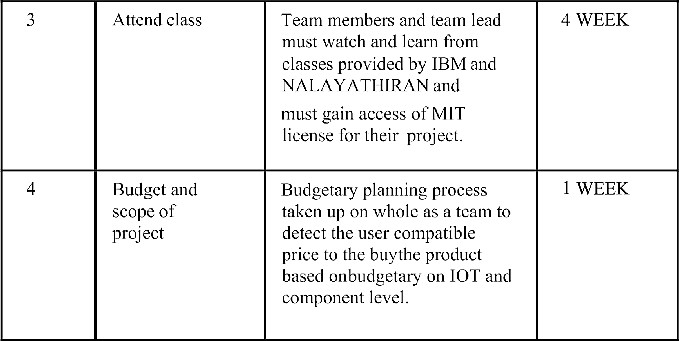 3
Attend class
Team members and team lead
must watch and learn from
classes provided by IBM and
NALAYATHIRAN and
must gain access of MIT
license for their project.
4 WEEK
4
Budget and
scope of
project
Budgetary planning process
taken up on whole as a team to
detect the user compatible
price to the buythe product
based onbudgetary on IOT and
component level.
1 WEEK